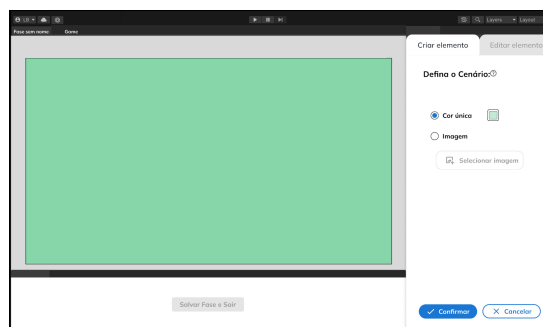 LB
Layers
Layout
Fase sem nome Game
Criar elemento
Editar elemento
Defina o Cenário:
Cor única
Imagem
Selecionar imagem
Salvar Fase e Sair
Confirmar
Cancelar